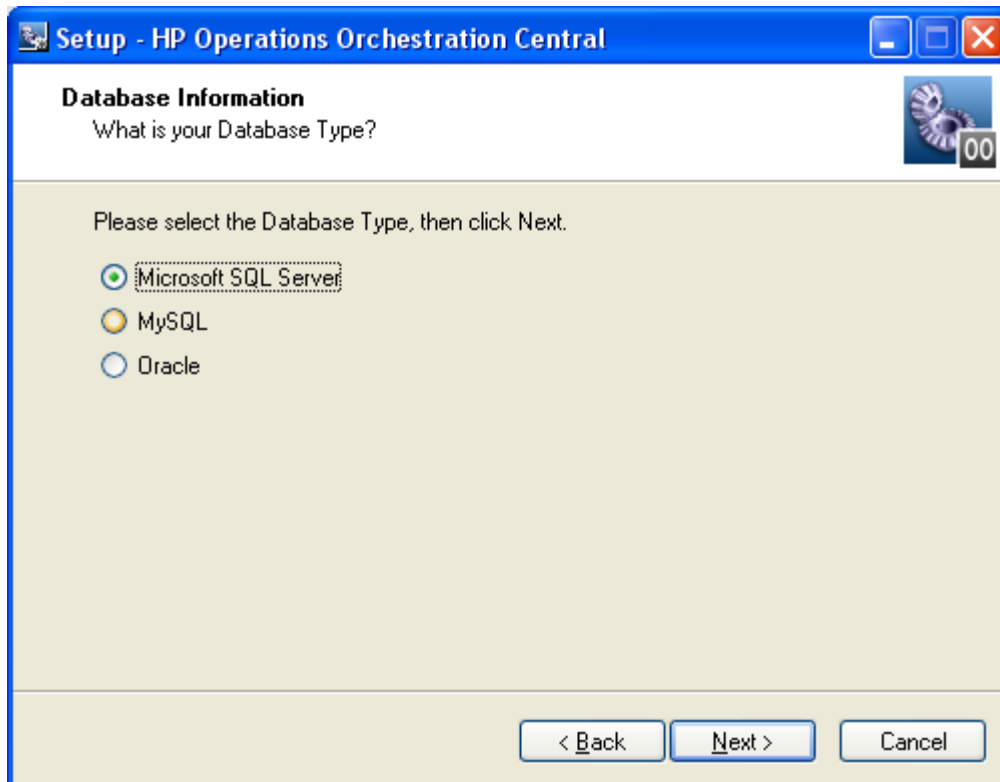 Setup - HP Operations Orchestration Central
Database Information
What is your Database Type?
OO
Please select the Database Type, then click Next.
Microsoft SQL Server
MySQL
Oracle
< Back
Next >
Cancel